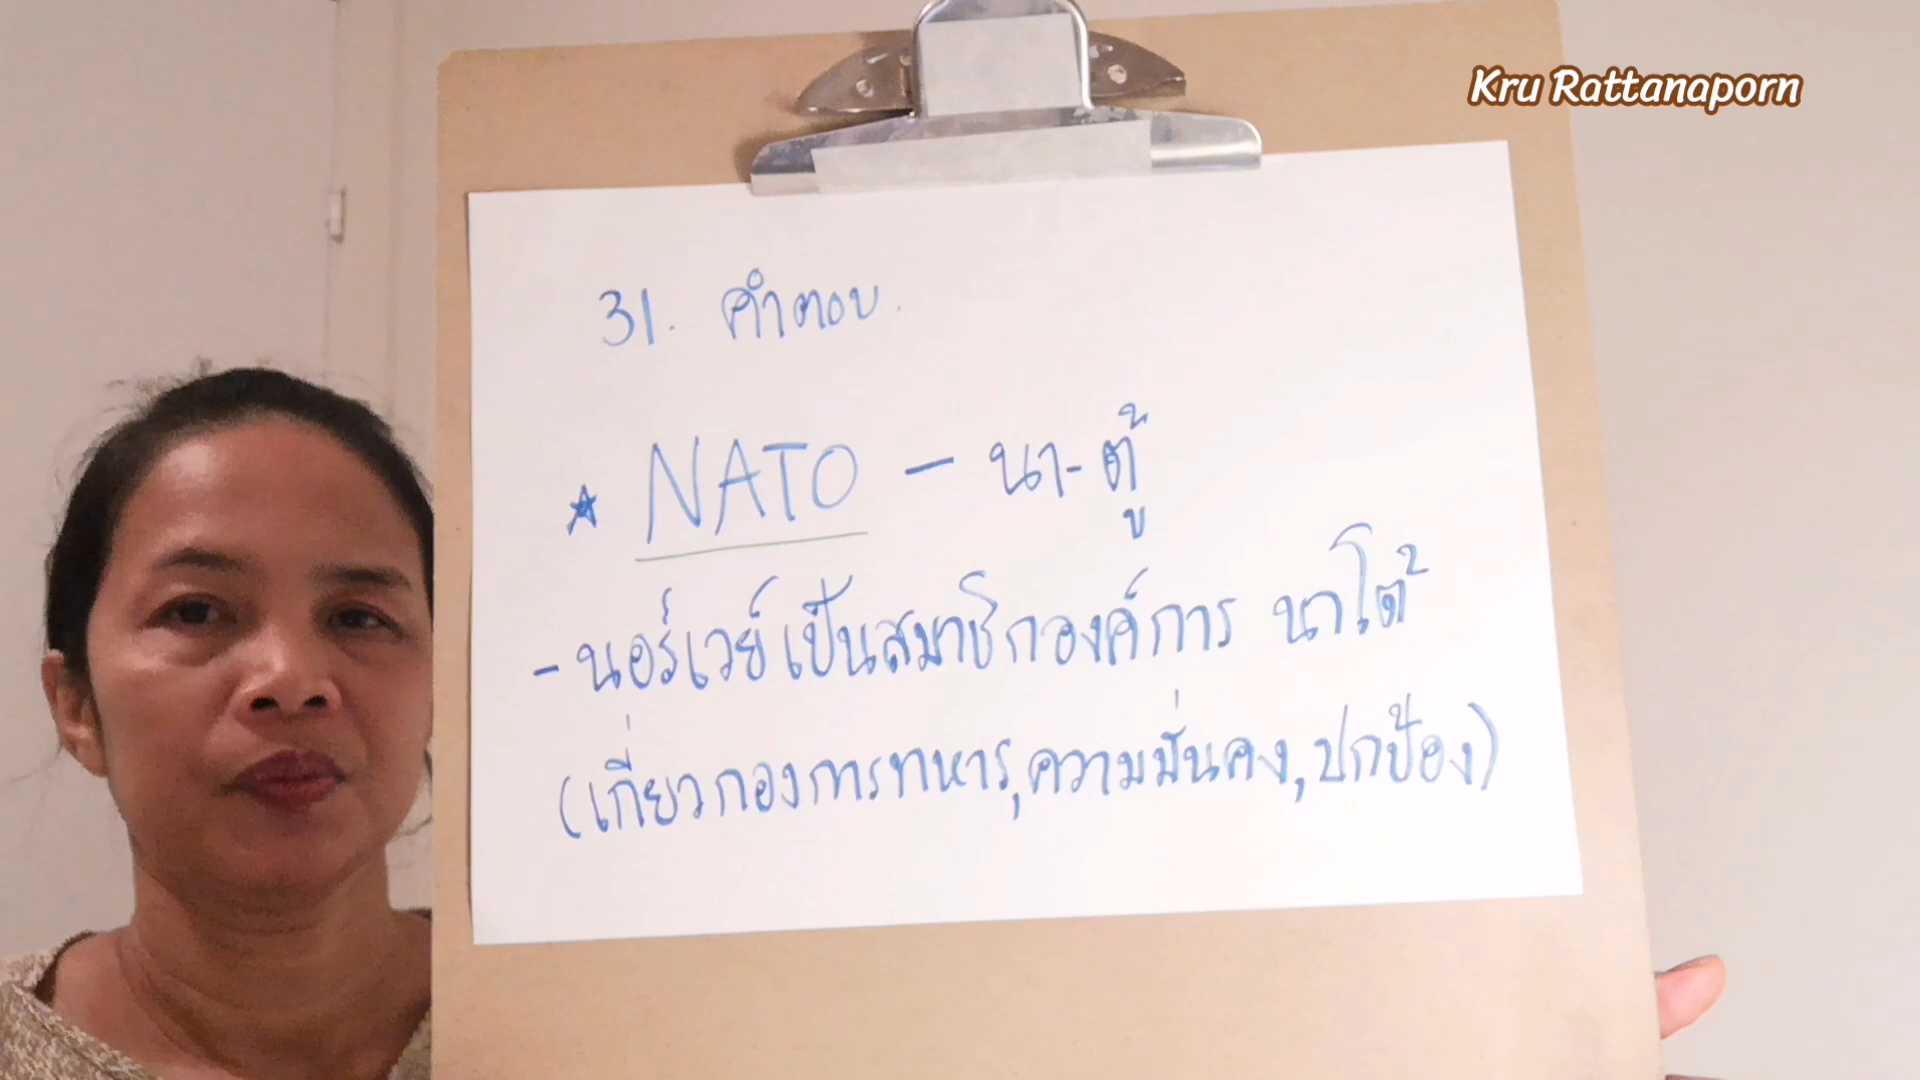 Kru Rattanaporn
31. คำตอบ.
★ NATO - นา-ตู้
- นอร์เวย์เป็นสมาชิกองค์การ นาโต้
(เกี่ยวกองการทหาร,ความมั่นคง,ปกป้อง)